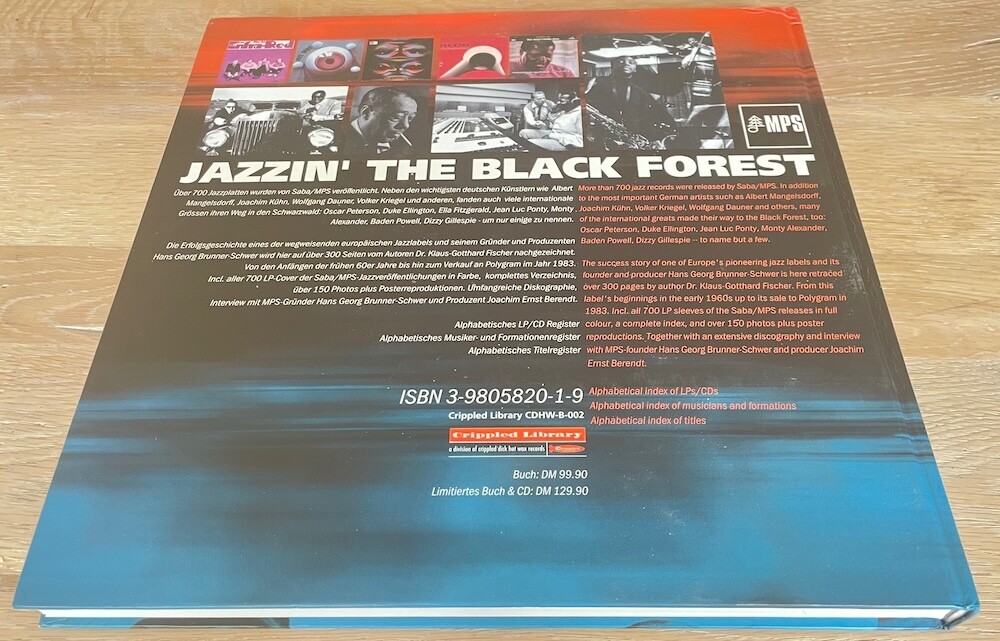 Infra-Red
MPS
JAZZIN' THE BLACK FOREST
Über 700 Jazzplatten wurden von Saba/MPS veröffentlicht. Neben den wichtigsten deutschen Künstlern wie Albert
Mangelsdorff, Joachim Kühn, Wolfgang Dauner, Volker Kriegel und anderen, fanden auch viele internationale
Grössen ihren Weg in den Schwarzwald: Oscar Peterson, Duke Ellington, Ella Fitzgerald, Jean Luc Ponty, Monty
Alexander, Baden Powell, Dizzy Gillespie - um nur einige zu nennen.
Die Erfolgsgeschichte eines der wegweisenden europäischen Jazzlabels und seinem Gründer und Produzenten
Hans Georg Brunner-Schwer wird hier auf über 300 Seiten vom Autoren Dr. Klaus-Gotthard Fischer nachgezeichnet.
Von den Anfängen der frühen 60er Jahre bis hin zum Verkauf an Polygram im Jahr 1983.
Incl. aller 700 LP-Cover der Saba/MPS-Jazzveröffentlichungen in Farbe, komplettes Verzeichnis,
über 150 Photos plus Posterreproduktionen. Umfangreiche Diskographie,
Interview mit MPS-Gründer Hans Georg Brunner-Schwer und Produzent Joachim Ernst Berendt.
Alphabetisches LP/CD Register
Alphabetisches Musiker- und Formationenregister
Alphabetisches Titelregister
More than 700 jazz records were released by Saba/MPS. In addition
to the most important German artists such as Albert Mangelsdorff,
Joachim Kühn, Volker Kriegel, Wolfgang Dauner and others, many
of the international greats made their way to the Black Forest, too:
Oscar Peterson, Duke Ellington, Jean Luc Ponty, Monty Alexander,
Baden Powell, Dizzy Gillespie -- to name but a few.
The success story of one of Europe's pioneering jazz labels and its
founder and producer Hans Georg Brunner-Schwer is here retraced
over 300 pages by author Dr. Klaus-Gotthard Fischer. From this
label's beginnings in the early 1960s up to its sale to Polygram in
1983. Incl. all 700 LP sleeves of the Saba/MPS releases in full
colour, a complete index, and over 150 photos plus poster
reproductions. Together with an extensive discography and interview
with MPS-founder Hans Georg Brunner-Schwer and producer Joachim
Ernst Berendt.
Alphabetical index of LPs/CDs
Alphabetical index of musicians and formations
Alphabetical index of titles
ISBN 3-9805820-1-9
Crippled Library CDHW-B-002
Crippled Library
a division of crippled dick hot wax records
Buch: DM 99.90
Limitiertes Buch & CD: DM 129.90